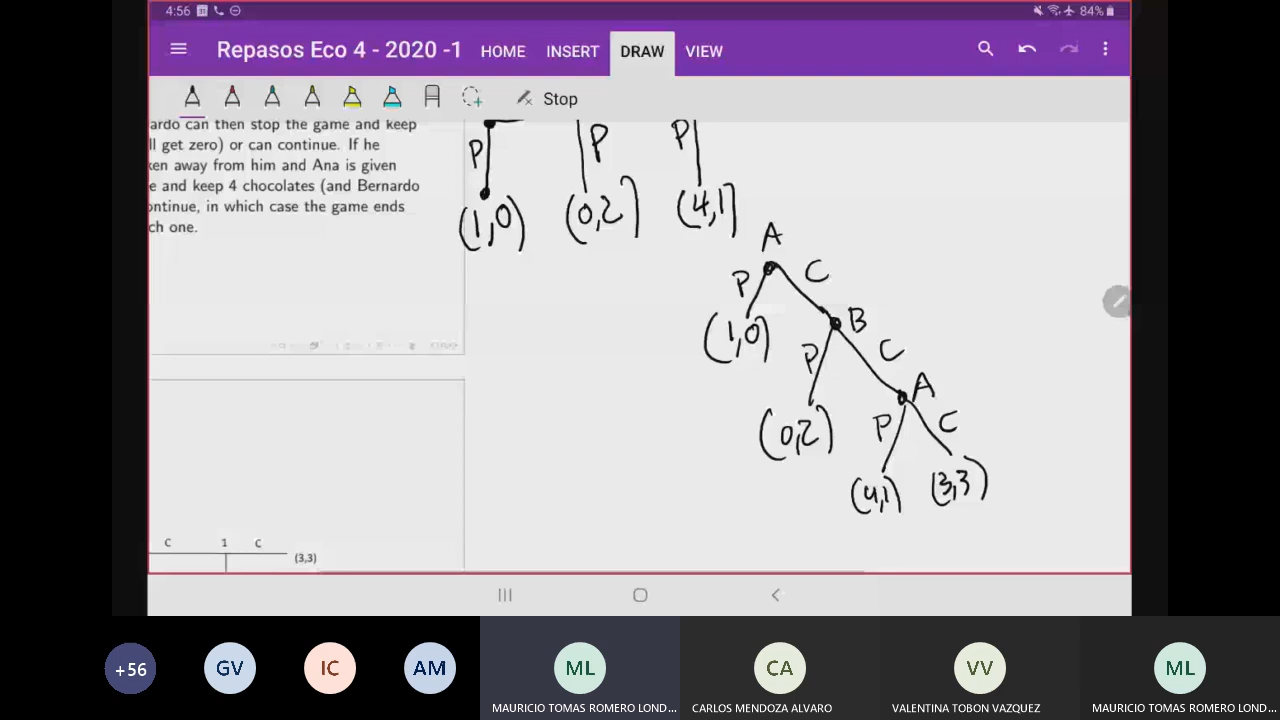 4:56
84%
Repasos Eco 4 - 2020 -1 HOME INSERT DRAW VIEW
Stop
ardo can then stop the game and keep
ll get zero) or can continue. If he
ken away from him and Ana is given
e and keep 4 chocolates (and Bernardo
ontinue, in which case the game ends
ch one.
P P P
(1,0) (0,2) (4,1)
A
P C
(1,0) B
P C
A
(0,2) P C
(4,1) (3,3)
C 1 C
(3,3)
+56 GV IC AM ML CA VV ML
MAURICIO TOMAS ROMERO LOND... CARLOS MENDOZA ALVARO VALENTINA TOBON VAZQUEZ MAURICIO TOMAS ROMERO LOND...